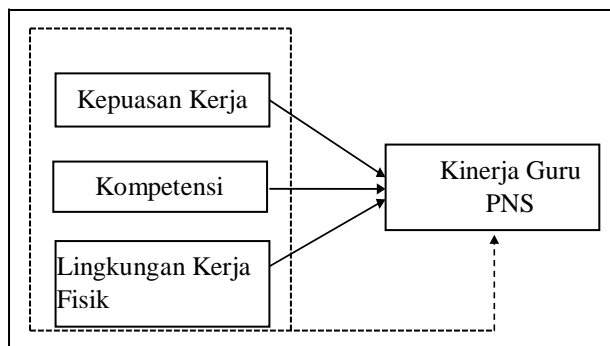 Kepuasan Kerja
Kompetensi
Lingkungan Kerja
Fisik
Kinerja Guru
PNS